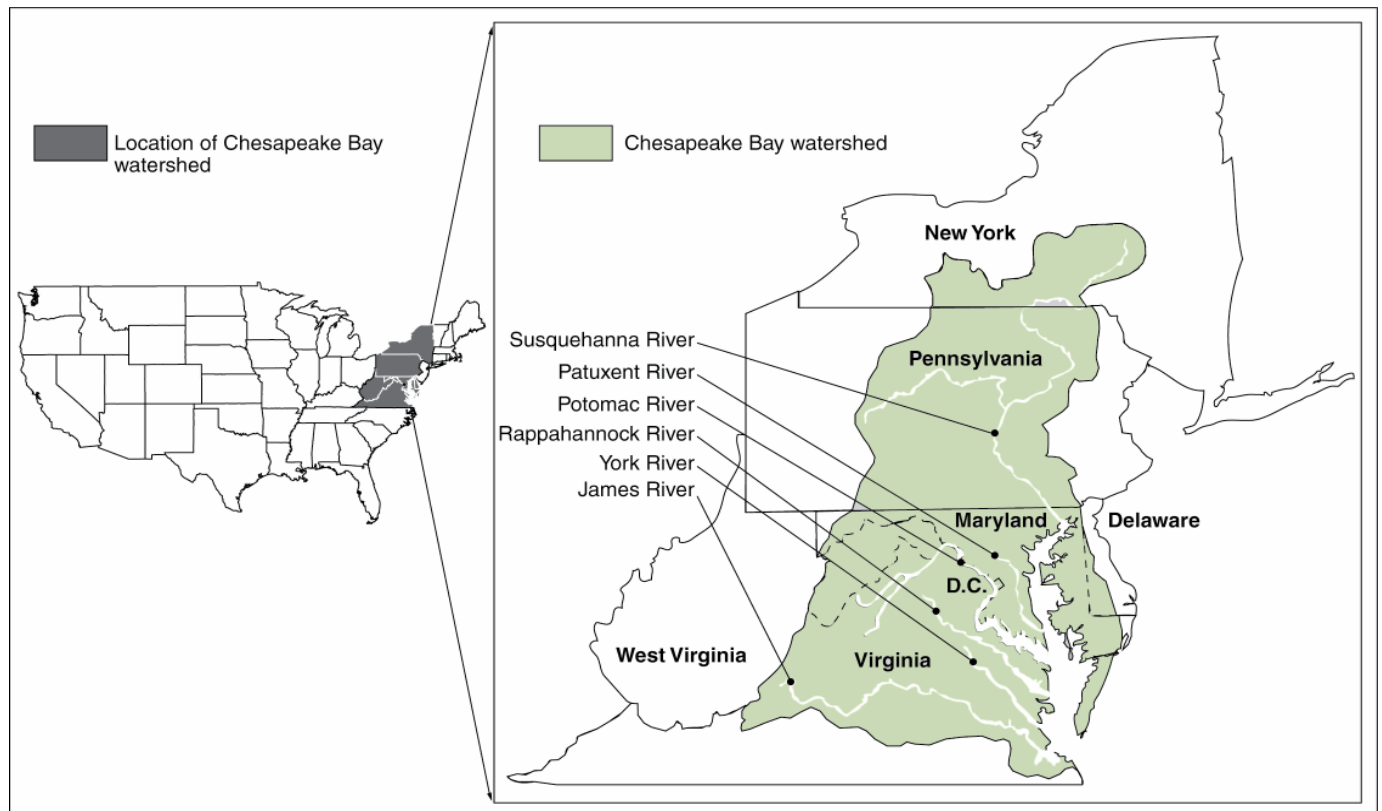 Location of Chesapeake Bay
watershed
Chesapeake Bay watershed
New York
Susquehanna River
Pennsylvania
Patuxent River
Potomac River
Rappahannock River
York River
James River
Maryland
Delaware
D.C.
West Virginia
Virginia